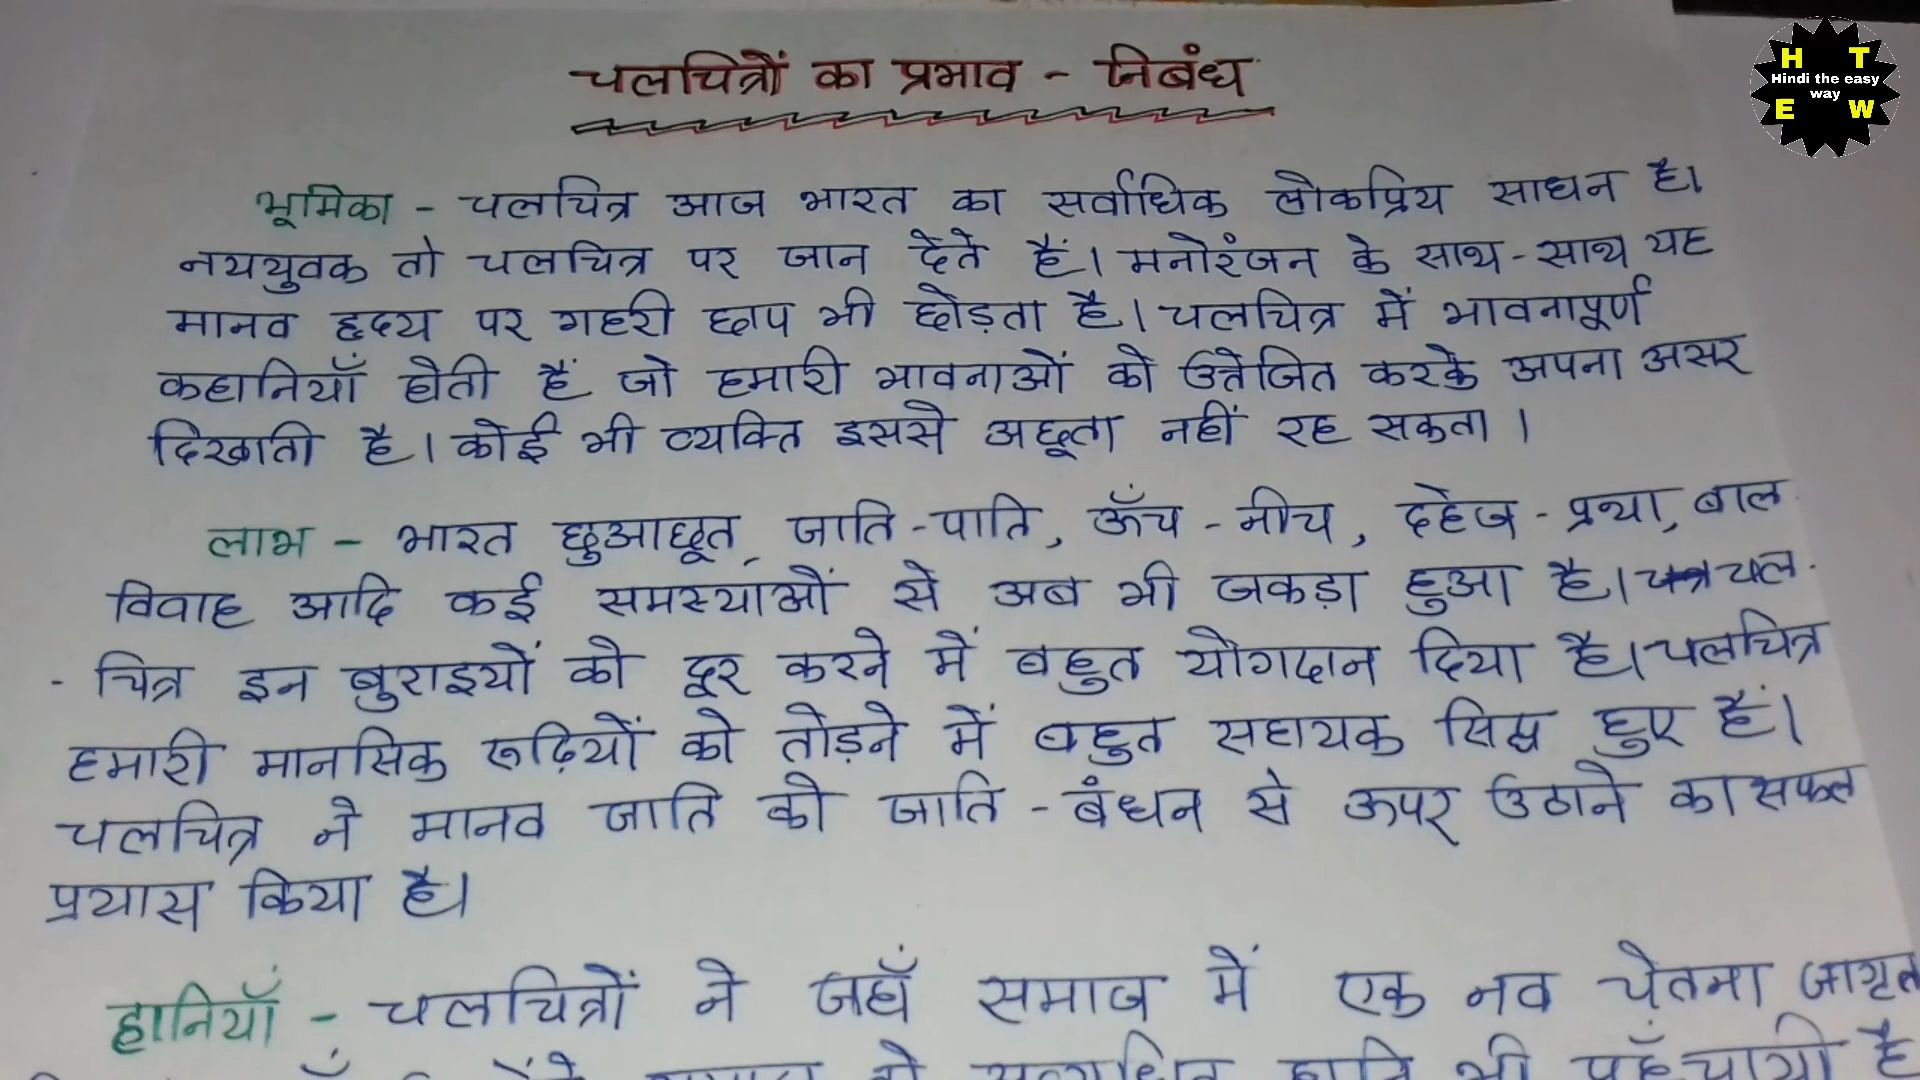 चलचित्रों का प्रभाव - निबंध
H T
Hindi the easy
way
E W
भूमिका - चलचित्र आज भारत का सर्वाधिक लोकप्रिय साधन है।
नययुवक तो चलचित्र पर जान देते हैं। मनोरंजन के साथ-साथ यह
मानव हृदय पर गहरी छाप भी छोड़ता है। चलचित्र में भावनापूर्ण
कहानियाँ होती हैं जो हमारी भावनाओं को उत्तेजित करके अपना असर
दिखाती है। कोई भी व्यक्ति इससे अछूता नहीं रह सकता।
लाभ - भारत छुआछूत, जाति-पाति, ऊँच-नीच, दहेज-प्रथा, बाल
विवाह आदि कई समस्याओं से अब भी जकड़ा हुआ है। चल-
- चित्र इन बुराइयों को दूर करने में बहुत योगदान दिया है। चलचित्र
हमारी मानसिक रूढ़ियों को तोड़ने में बहुत सहायक सिद्ध हुए हैं।
चलचित्र ने मानव जाति को जाति-बंधन से ऊपर उठाने का सफल
प्रयास किया है।
हानियाँ - चलचित्रों ने जहाँ समाज में एक नव चेतना जागृत